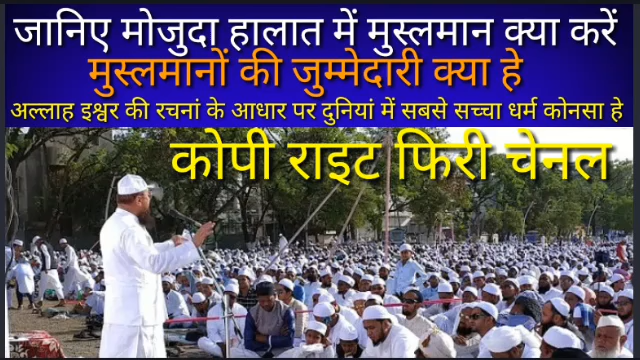 जानिए मोजुदा हालात में मुस्लमान क्या करें
मुस्लमानों की जुम्मेदारी क्या हे
अल्लाह इश्वर की रचनां के आधार पर दुनियां में सबसे सच्चा धर्म कोनसा हे
कोपी राइट फिरी चेनल